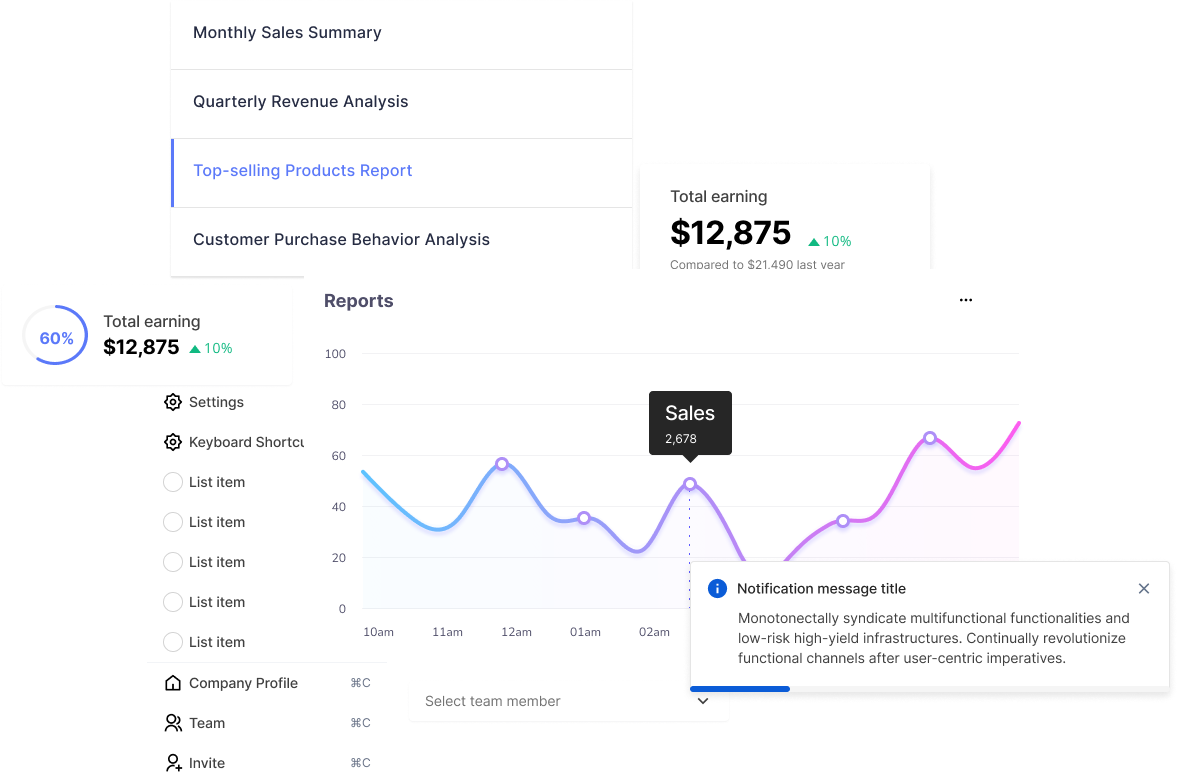 Monthly Sales Summary
Quarterly Revenue Analysis
Top-selling Products Report
Customer Purchase Behavior Analysis
Total earning
$12,875 10%
Compared to $21,490 last year
60%
Total earning
$12,875 10%
Settings
Keyboard Shortcu
List item
List item
List item
List item
List item
Company Profile ⌘C
Team ⌘C
Invite ⌘C
Reports
100
80
60
40
20
0
10am 11am 12am 01am 02am
Sales
2,678
Notification message title
Monotonectally syndicate multifunctional functionalities and
low-risk high-yield infrastructures. Continually revolutionize
functional channels after user-centric imperatives.
Select team member